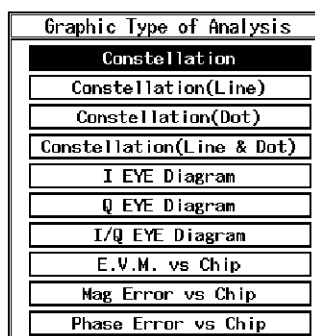 Graphic Type of Analysis
Constellation
Constellation(Line)
Constellation(Dot)
Constellation(Line & Dot)
I EYE Diagram
Q EYE Diagram
I/Q EYE Diagram
E.V.M. vs Chip
Mag Error vs Chip
Phase Error vs Chip